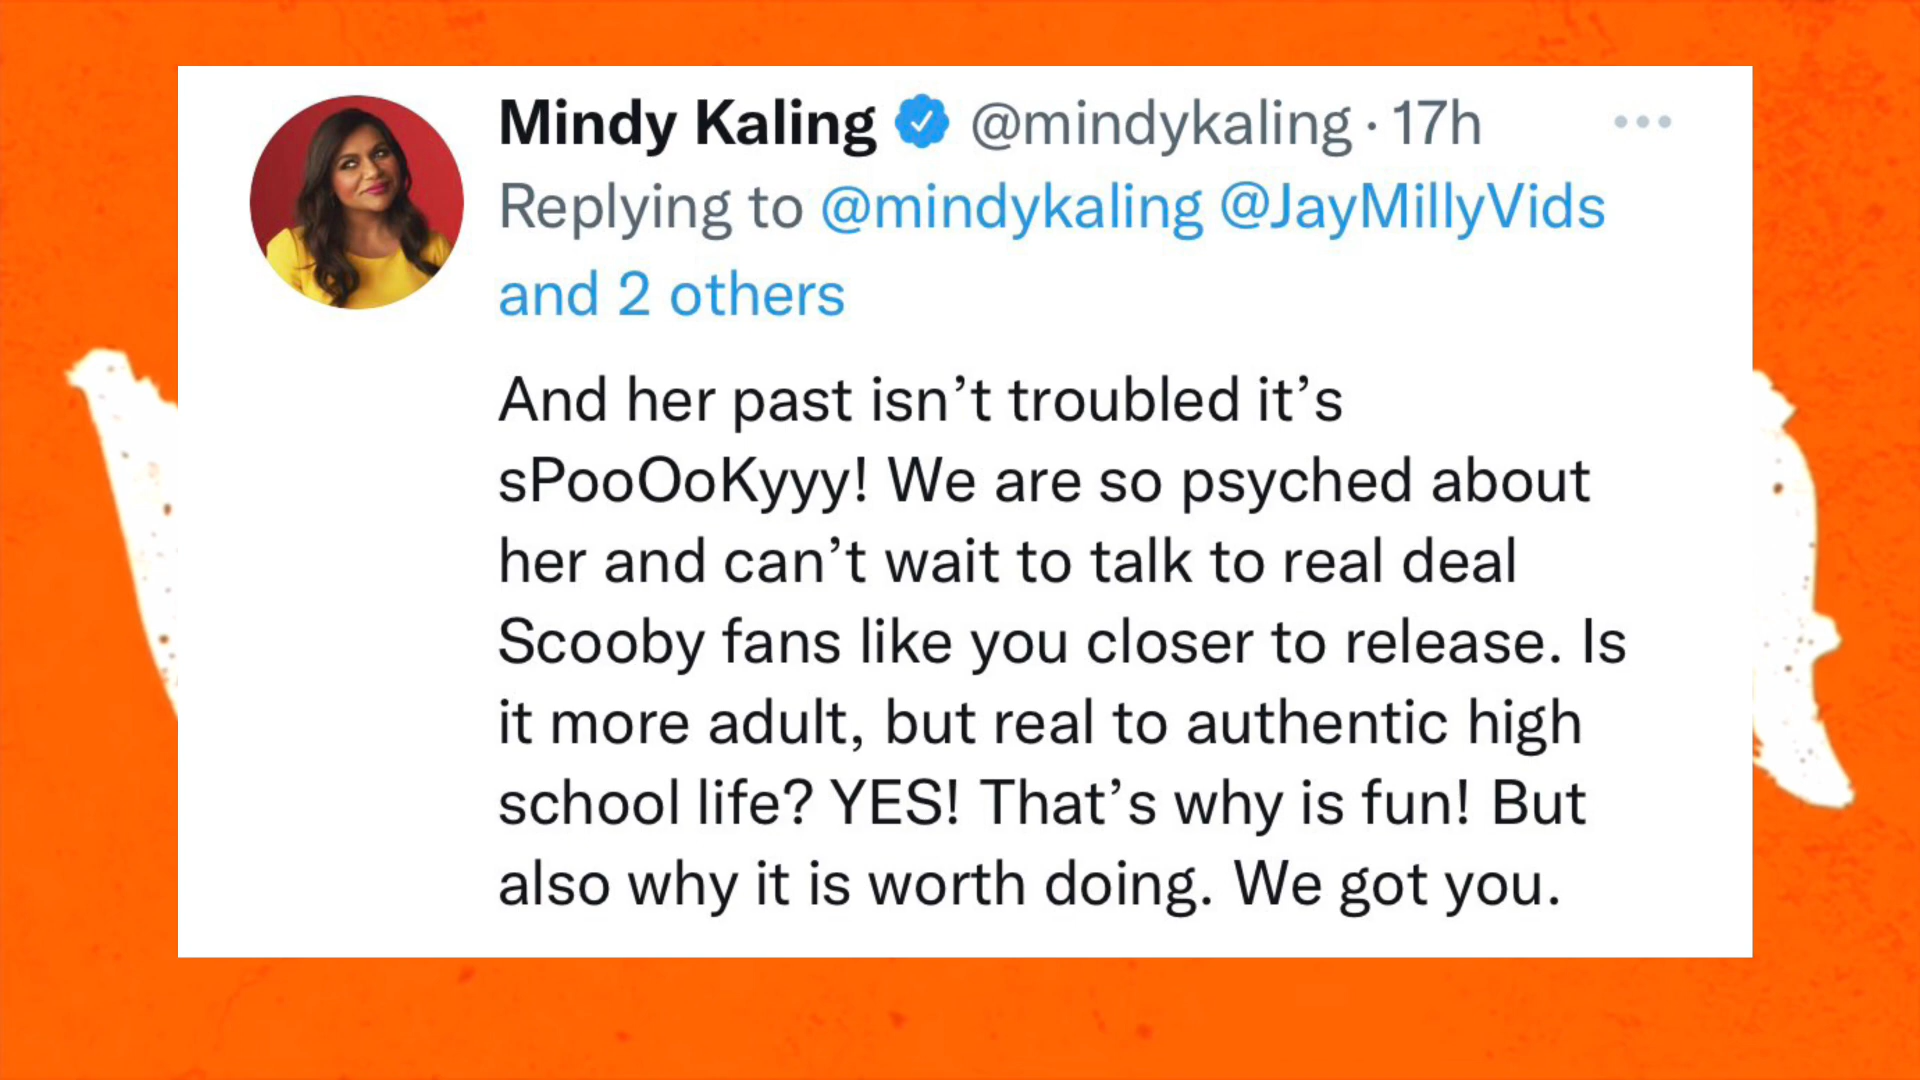 Mindy Kaling @mindykaling · 17h
Replying to @mindykaling @JayMillyVids
and 2 others
And her past isn’t troubled it’s
sPooOoKyyy! We are so psyched about
her and can’t wait to talk to real deal
Scooby fans like you closer to release. Is
it more adult, but real to authentic high
school life? YES! That’s why is fun! But
also why it is worth doing. We got you.